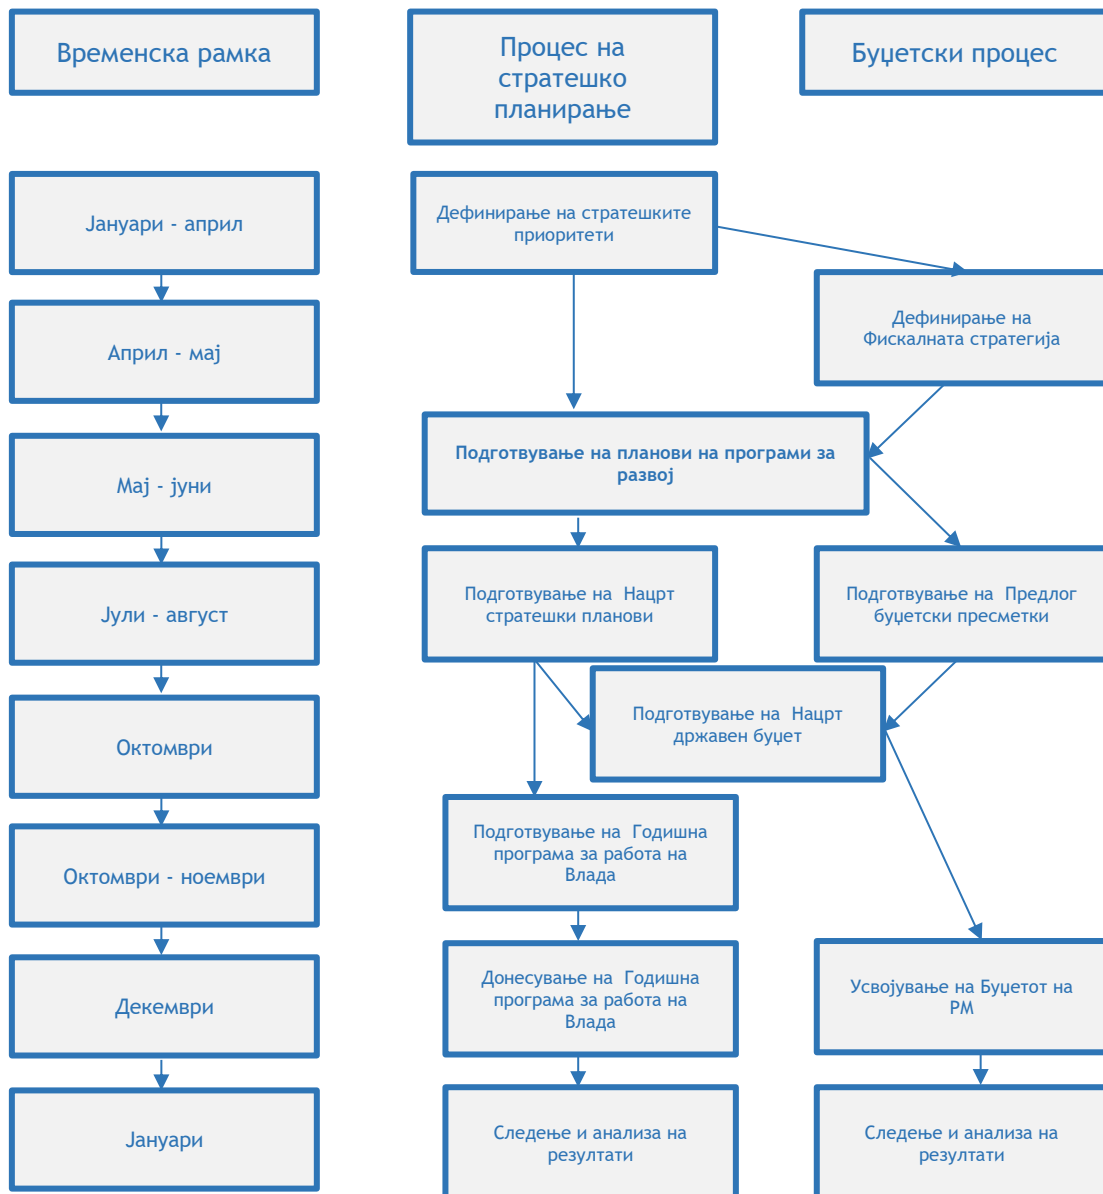 Временска рамка
Процес на
стратешко
планирање
Буџетски процес
Јануари - април
Дефинирање на стратешките
приоритети
Април - мај
Дефинирање на
Фискалната стратегија
Мај - јуни
Подготвување на планови на програми за
развој
Јули - август
Подготвување на Нацрт
стратешки планови
Подготвување на Предлог
буџетски пресметки
Октомври
Подготвување на Нацрт
државен буџет
Октомври - ноември
Подготвување на Годишна
програма за работа на
Влада
Декември
Донесување на Годишна
програма за работа на
Влада
Усвојување на Буџетот на
РМ
Јануари
Следење и анализа на
резултати
Следење и анализа на
резултати